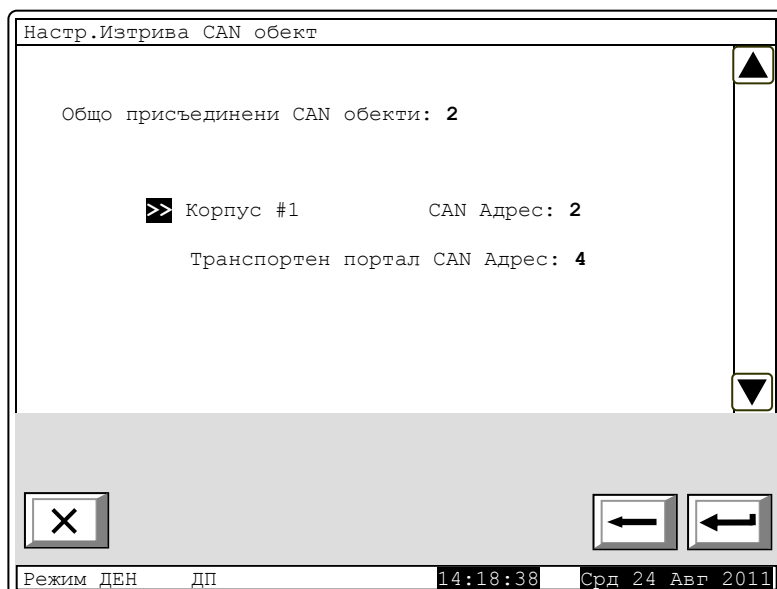 Настр.Изтрива CAN обект
Общо присъединени CAN обекти: 2
>> Корпус #1 CAN Адрес: 2
Транспортен портал CAN Адрес: 4
Режим ДЕН ДП 14:18:38 Срд 24 Авг 2011